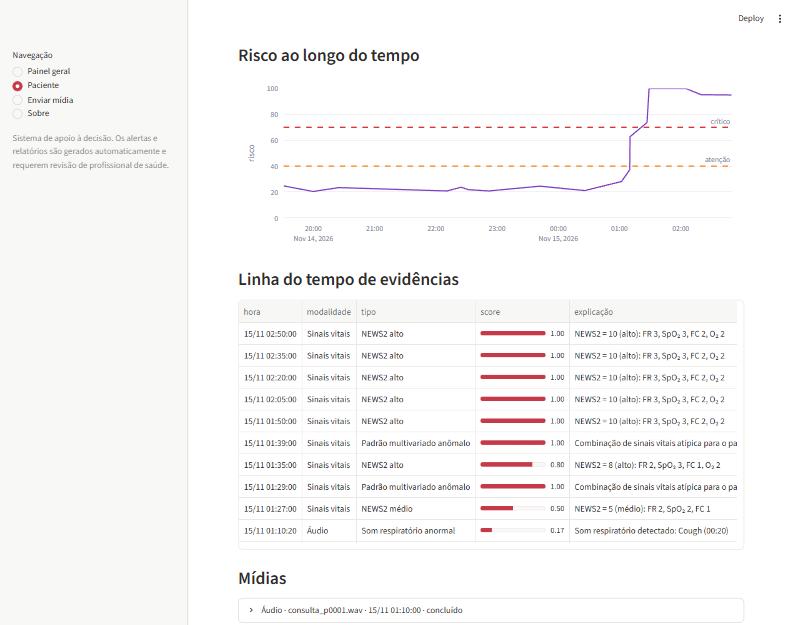 Deploy
Navegação
Painel geral
Paciente
Enviar mídia
Sobre
Sistema de apoio à decisão. Os alertas e
relatórios são gerados automaticamente e
requerem revisão de profissional de saúde.
Risco ao longo do tempo
100
80
60
40
20
0
risco
crítico
atenção
20:00
Nov 14, 2026
21:00
22:00
23:00
00:00
Nov 15, 2026
01:00
02:00
Linha do tempo de evidências
hora modalidade tipo score explicação
15/11 02:50:00 Sinais vitais NEWS2 alto 1.00 NEWS2 = 10 (alto): FR 3, SpO₂ 3, FC 2, O₂ 2
15/11 02:35:00 Sinais vitais NEWS2 alto 1.00 NEWS2 = 10 (alto): FR 3, SpO₂ 3, FC 2, O₂ 2
15/11 02:20:00 Sinais vitais NEWS2 alto 1.00 NEWS2 = 10 (alto): FR 3, SpO₂ 3, FC 2, O₂ 2
15/11 02:05:00 Sinais vitais NEWS2 alto 1.00 NEWS2 = 10 (alto): FR 3, SpO₂ 3, FC 2, O₂ 2
15/11 01:50:00 Sinais vitais NEWS2 alto 1.00 NEWS2 = 10 (alto): FR 3, SpO₂ 3, FC 2, O₂ 2
15/11 01:39:00 Sinais vitais Padrão multivariado anômalo 1.00 Combinação de sinais vitais atípica para o pa
15/11 01:35:00 Sinais vitais NEWS2 alto 0.80 NEWS2 = 8 (alto): FR 2, SpO₂ 3, FC 1, O₂ 2
15/11 01:29:00 Sinais vitais Padrão multivariado anômalo 1.00 Combinação de sinais vitais atípica para o pa
15/11 01:27:00 Sinais vitais NEWS2 médio 0.50 NEWS2 = 5 (médio): FR 2, SpO₂ 2, FC 1
15/11 01:10:20 Áudio Som respiratório anormal 0.17 Som respiratório detectado: Cough (00:20)
Mídias
Áudio · consulta_p0001.wav · 15/11 01:10:00 · concluído